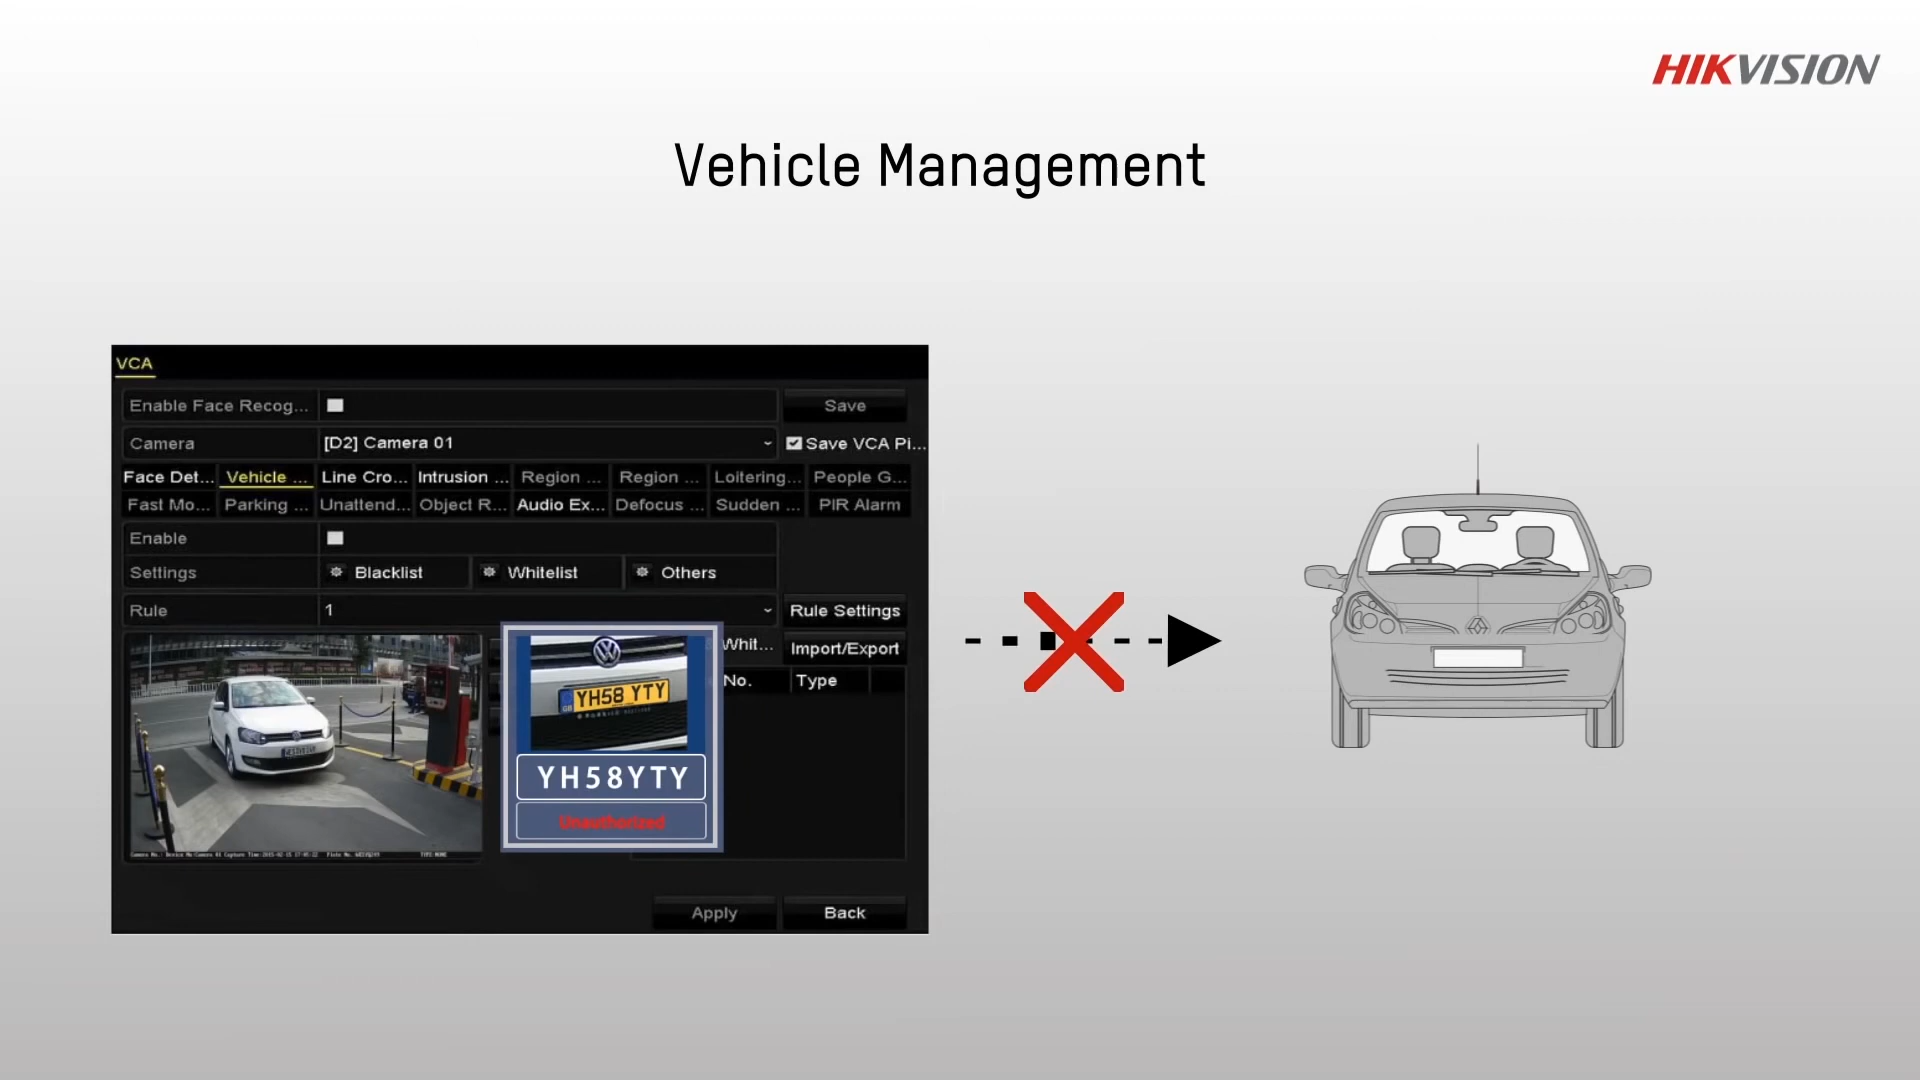 HIKVISION
Vehicle Management
VCA
Enable Face Recog...
Save
Camera
[D2] Camera 01
Save VCA Pi...
Face Det...
Vehicle ...
Line Cro...
Intrusion ...
Region ...
Region ...
Loitering...
People G...
Fast Mo...
Parking ...
Unattend...
Object R...
Audio Ex...
Defocus ...
Sudden ...
PIR Alarm
Enable
Settings
Blacklist
Whitelist
Others
Rule
1
Rule Settings
Whit...
Import/Export
No.
Type
GB
YH58 YTY
YH58YTY
Unauthorized
Apply
Back